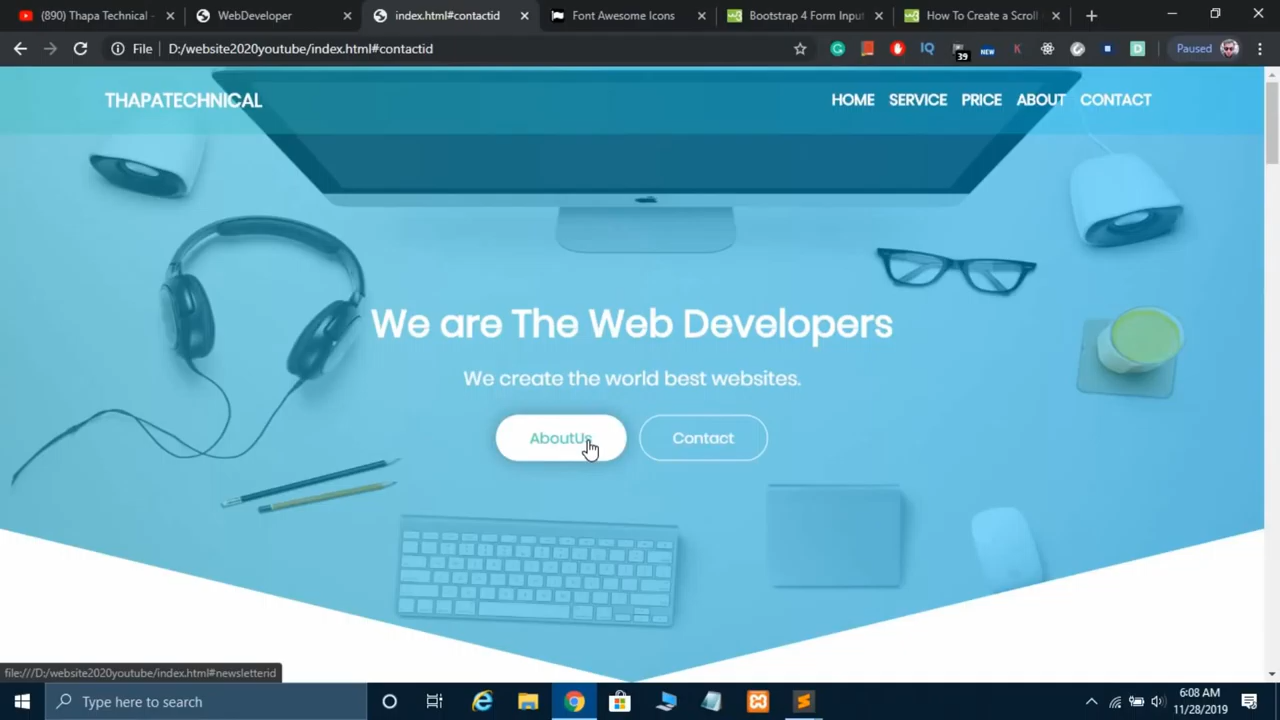 (890) Thapa Technical -
WebDeveloper
index.html#contactid
Font Awesome Icons
Bootstrap 4 Form Input
How To Create a Scroll
File
D:/website2020youtube/index.html#contactid
IQ
39
NEW
K
D
Paused
THAPATECHNICAL
HOME SERVICE PRICE ABOUT CONTACT
We are The Web Developers
We create the world best websites.
AboutUs
Contact
file:///D:/website2020youtube/index.html#newsletterid
Type here to search
6:08 AM
11/28/2019